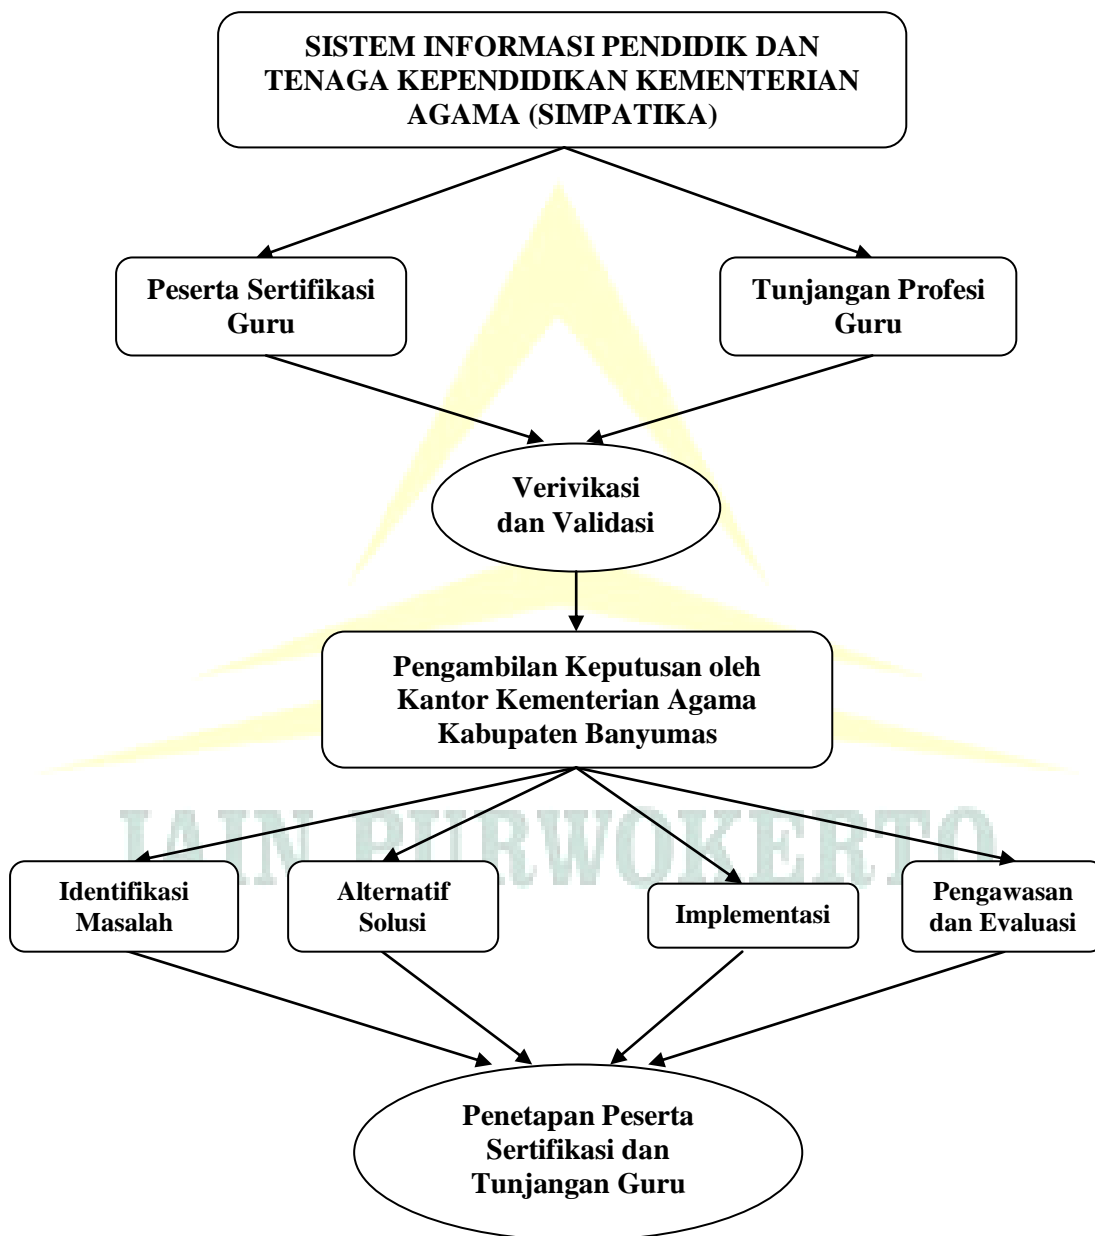 SISTEM INFORMASI PENDIDIK DAN
TENAGA KEPENDIDIKAN KEMENTERIAN
AGAMA (SIMPATIKA)
Peserta Sertifikasi
Guru
Tunjangan Profesi
Guru
Verivikasi
dan Validasi
Pengambilan Keputusan oleh
Kantor Kementerian Agama
Kabupaten Banyumas
IAIN PURWOKERTO
Identifikasi
Masalah
Alternatif
Solusi
Implementasi
Pengawasan
dan Evaluasi
Penetapan Peserta
Sertifikasi dan
Tunjangan Guru